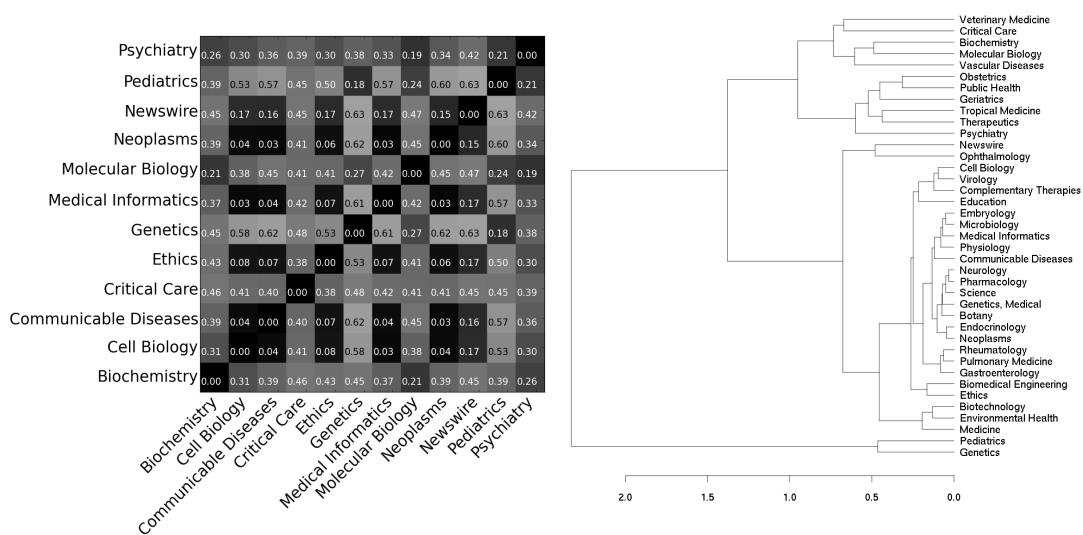 Psychiatry 0.26 0.30 0.36 0.39 0.30 0.38 0.33 0.19 0.34 0.42 0.21 0.00
Pediatrics 0.39 0.53 0.57 0.45 0.50 0.18 0.57 0.24 0.60 0.63 0.00 0.21
Newswire 0.45 0.17 0.16 0.45 0.17 0.63 0.17 0.47 0.15 0.00 0.63 0.42
Neoplasms 0.39 0.04 0.03 0.41 0.06 0.62 0.03 0.45 0.00 0.15 0.60 0.34
Molecular Biology 0.21 0.38 0.45 0.41 0.41 0.27 0.42 0.00 0.45 0.47 0.24 0.19
Medical Informatics 0.37 0.03 0.04 0.42 0.07 0.61 0.00 0.42 0.03 0.17 0.57 0.33
Genetics 0.45 0.58 0.62 0.48 0.53 0.00 0.61 0.27 0.62 0.63 0.18 0.38
Ethics 0.43 0.08 0.07 0.38 0.00 0.53 0.07 0.41 0.06 0.17 0.50 0.30
Critical Care 0.46 0.41 0.40 0.00 0.38 0.48 0.42 0.41 0.41 0.45 0.45 0.39
Communicable Diseases 0.39 0.04 0.00 0.40 0.07 0.62 0.04 0.45 0.03 0.16 0.57 0.36
Cell Biology 0.31 0.00 0.04 0.41 0.08 0.58 0.03 0.38 0.04 0.17 0.53 0.30
Biochemistry 0.00 0.31 0.39 0.46 0.43 0.45 0.37 0.21 0.39 0.45 0.39 0.26
Biochemistry
Cell Biology
Communicable Diseases
Critical Care
Ethics
Genetics
Medical Informatics
Molecular Biology
Neoplasms
Newswire
Pediatrics
Psychiatry
Veterinary Medicine
Critical Care
Biochemistry
Molecular Biology
Vascular Diseases
Obstetrics
Public Health
Geriatrics
Tropical Medicine
Therapeutics
Psychiatry
Newswire
Ophthalmology
Cell Biology
Virology
Complementary Therapies
Education
Embryology
Microbiology
Medical Informatics
Physiology
Communicable Diseases
Neurology
Pharmacology
Science
Genetics, Medical
Botany
Endocrinology
Neoplasms
Rheumatology
Pulmonary Medicine
Gastroenterology
Biomedical Engineering
Ethics
Biotechnology
Environmental Health
Medicine
Pediatrics
Genetics
2.0 1.5 1.0 0.5 0.0